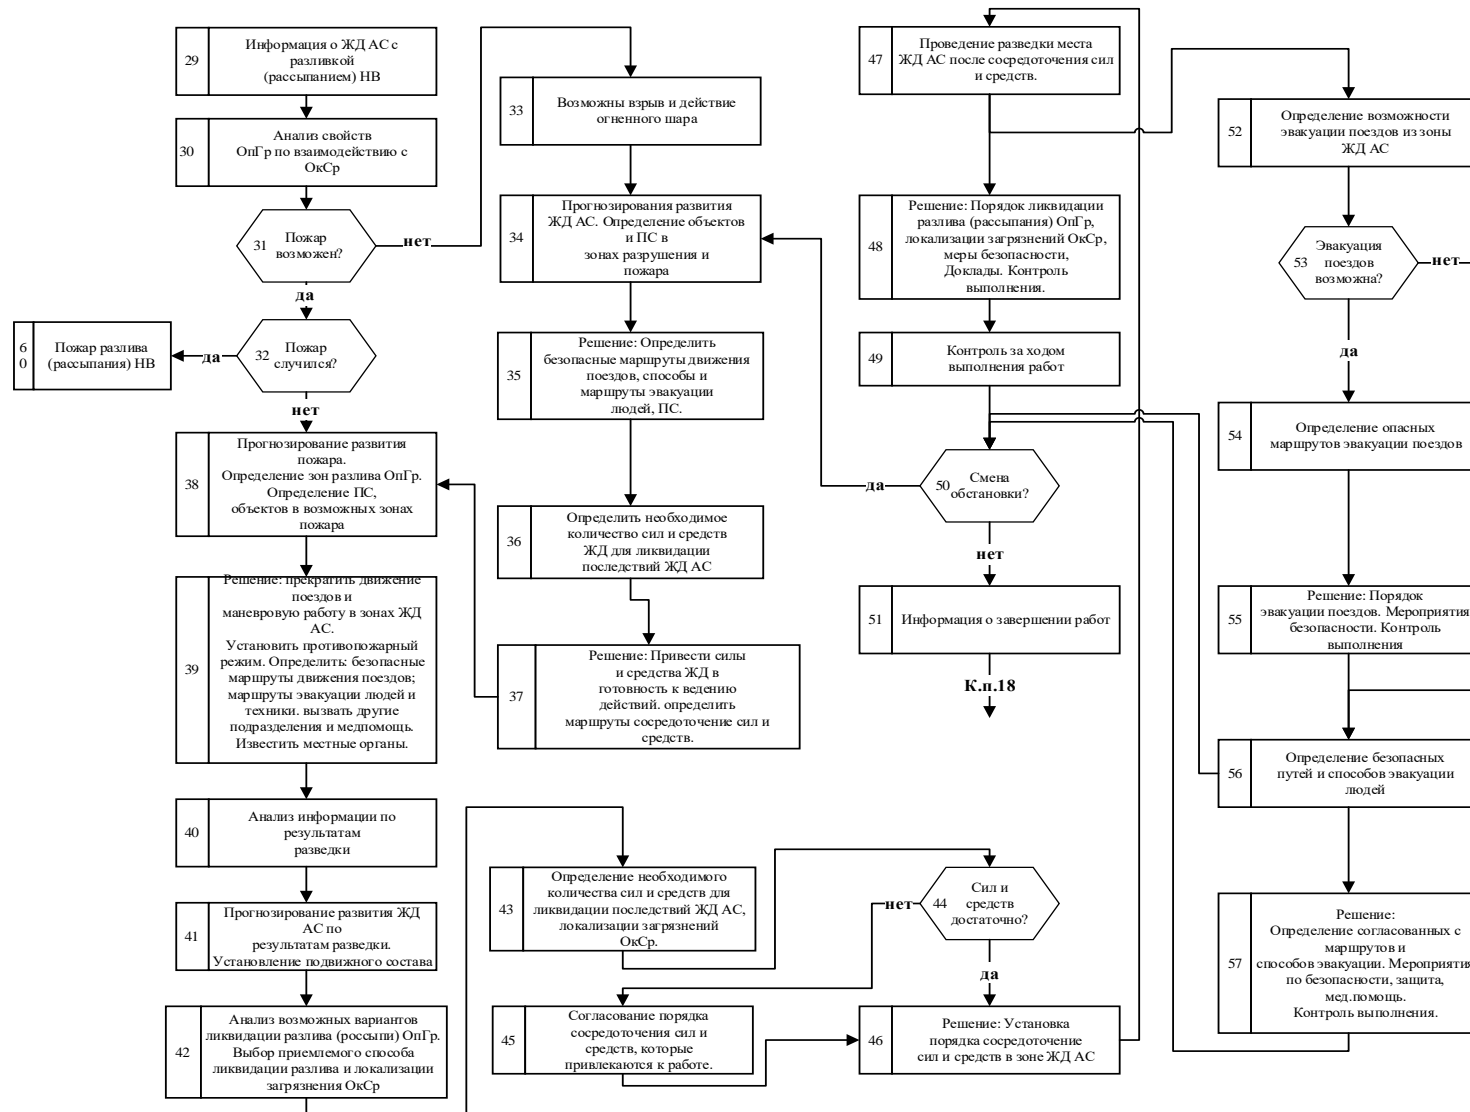 29
Информация о ЖД АС с
разливкой
(рассыпанием) НВ
30
Анализ свойств
ОпГр по взаимодействию с
ОкСр
31
Пожар
возможен?
нет
да
32
Пожар
случился?
да
нет
6
0
Пожар разлива
(рассыпания) НВ
38
Прогнозирование развития
пожара.
Определение зон разлива ОпГр.
Определение ПС,
объектов в возможных зонах
пожара
39
Решение: прекратить движение
поездов и
маневровую работу в зонах ЖД
АС.
Установить противопожарный
режим. Определить: безопасные
маршруты движения поездов;
маршруты эвакуации людей и
техники. вызвать другие
подразделения и медпомощь.
Известить местные органы.
40
Анализ информации по
результатам
разведки
41
Прогнозирование развития ЖД
АС по
результатам разведки.
Установление подвижного состава
42
Анализ возможных вариантов
ликвидации разлива (россыпи) ОпГр.
Выбор приемлемого способа
ликвидации разлива и локализации
загрязнения ОкСр
33
Возможны взрыв и действие
огненного шара
34
Прогнозирования развития
ЖД АС. Определение объектов
и ПС в
зонах разрушения и
пожара
35
Решение: Определить
безопасные маршруты движения
поездов, способы и
маршруты эвакуации
людей, ПС.
36
Определить необходимое
количество сил и средств
ЖД для ликвидации
последствий ЖД АС
37
Решение: Привести силы
и средства ЖД в
готовность к ведению
действий. определить
маршруты сосредоточение сил и
средств.
43
Определение необходимого
количества сил и средств для
ликвидации последствий ЖД АС,
локализации загрязнений
ОкСр.
44
Сил и
средств
достаточно?
нет
да
45
Согласование порядка
сосредоточения сил и
средств, которые
привлекаются к работе.
46
Решение: Установка
порядка сосредоточение
сил и средств в зоне ЖД АС
47
Проведение разведки места
ЖД АС после сосредоточения сил
и средств.
48
Решение: Порядок ликвидации
разлива (рассыпания) ОпГр,
локализации загрязнений ОкСр,
меры безопасности,
Доклады. Контроль
выполнения.
49
Контроль за ходом
выполнения работ
50
Смена
обстановки?
да
нет
51
Информация о завершении работ
К.п.18
52
Определение возможности
эвакуации поездов из зоны
ЖД АС
53
Эвакуация
поездов
возможна?
нет
да
54
Определение опасных
маршрутов эвакуации поездов
55
Решение: Порядок
эвакуации поездов. Мероприятия
безопасности. Контроль
выполнения
56
Определение безопасных
путей и способов эвакуации
людей
57
Решение:
Определение согласованных с
маршрутов и
способов эвакуации. Мероприятия
по безопасности, защита,
мед.помощь.
Контроль выполнения.